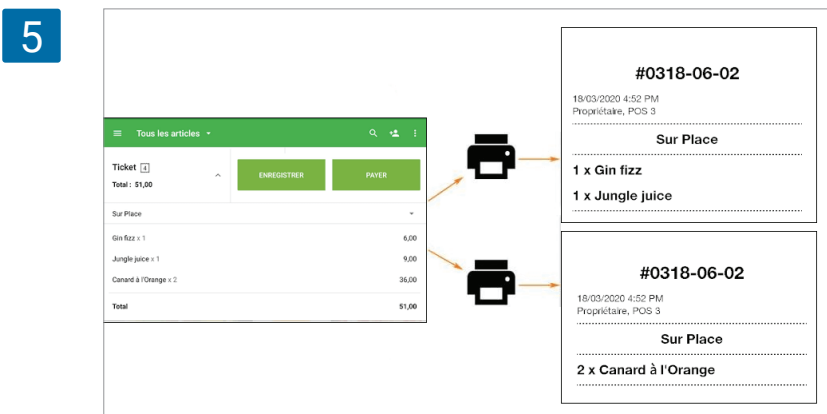 5
Tous les articles
Ticket 4
Total : 51,00
ENREGISTRER
PAYER
Sur Place
Gin fizz x 1 6,00
Jungle juice x 1 9,00
Canard à l'Orange x 2 36,00
Total 51,00
#0318-06-02
18/03/2020 4:52 PM
Propriétaire, POS 3
Sur Place
1 x Gin fizz
1 x Jungle juice
#0318-06-02
18/03/2020 4:52 PM
Propriétaire, POS 3
Sur Place
2 x Canard à l'Orange